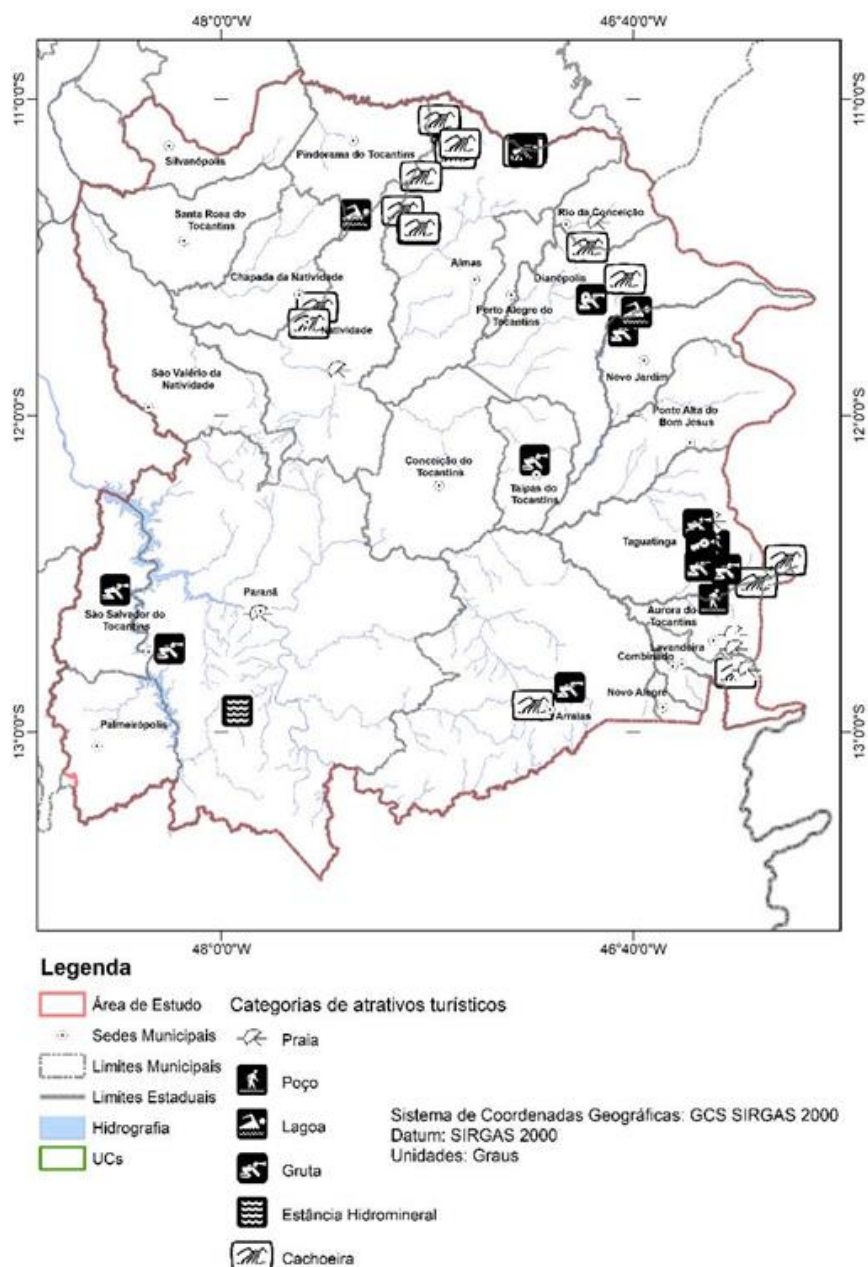 48°0'0"W
46°40'0"W
11°0'0"S
11°0'0"S
Silvanópolis
Pindorama do Tocantins
Santa Rosa do
Tocantins
Rio da Conceição
Chapada da Natividade
Almas
Dianópolis
Porto Alegre do
Tocantins
Natividade
São Valério da
Natividade
Novo Jardim
12°0'0"S
12°0'0"S
Ponte Alta do
Bom Jesus
Conceição do
Tocantins
Taipas do
Tocantins
Taguatinga
São Salvador do
Tocantins
Paranã
Aurora do
Tocantins
Lavandeira
Combinado
Novo Alegre
Arraias
Palmeirópolis
13°0'0"S
13°0'0"S
48°0'0"W
46°40'0"W
Legenda
Área de Estudo
Sedes Municipais
Limites Municipais
Limites Estaduais
Hidrografia
UCs
Categorias de atrativos turísticos
Praia
Poço
Lagoa
Gruta
Estância Hidromineral
Cachoeira
Sistema de Coordenadas Geográficas: GCS SIRGAS 2000
Datum: SIRGAS 2000
Unidades: Graus